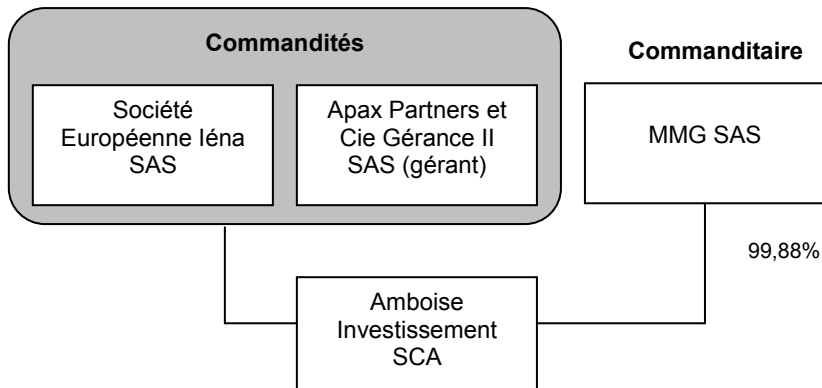 Commandités
Commanditaire
Société
Européenne Iéna
SAS
Apax Partners et
Cie Gérance II
SAS (gérant)
MMG SAS
99,88%
Amboise
Investissement
SCA